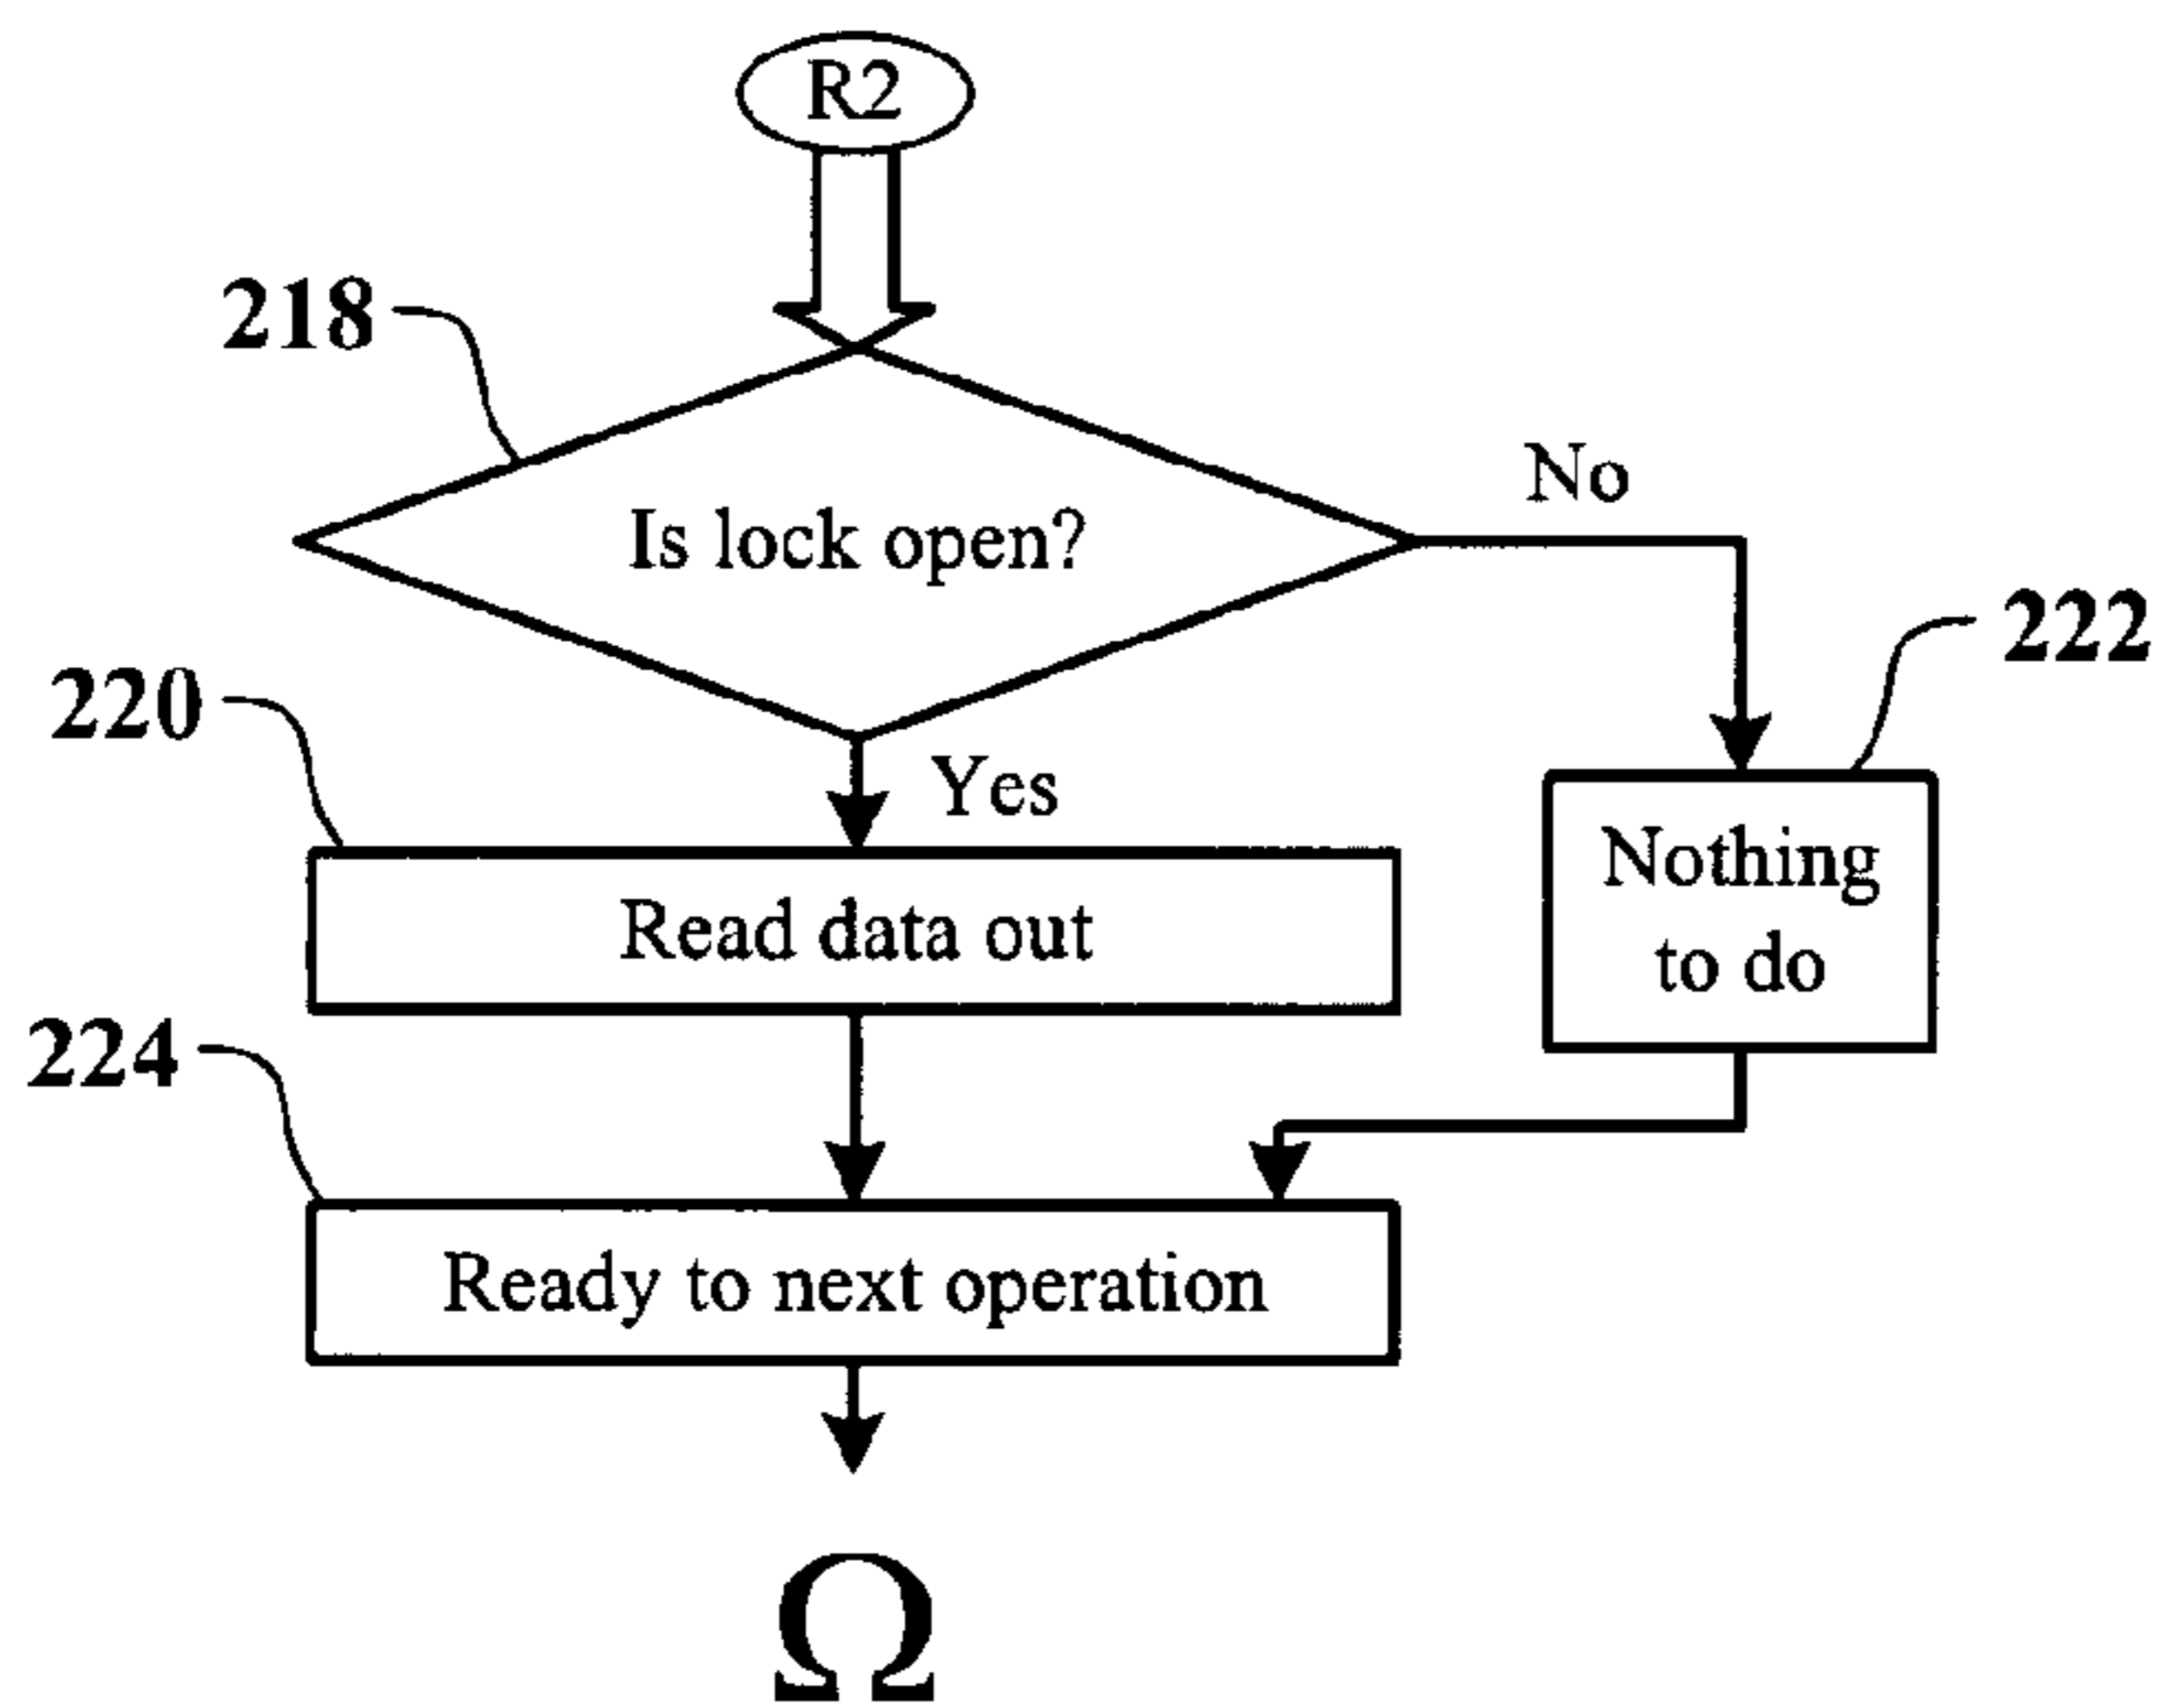 R2
218
Is lock open?
No
222
220
Yes
Nothing
to do
Read data out
224
Ready to next operation
Ω